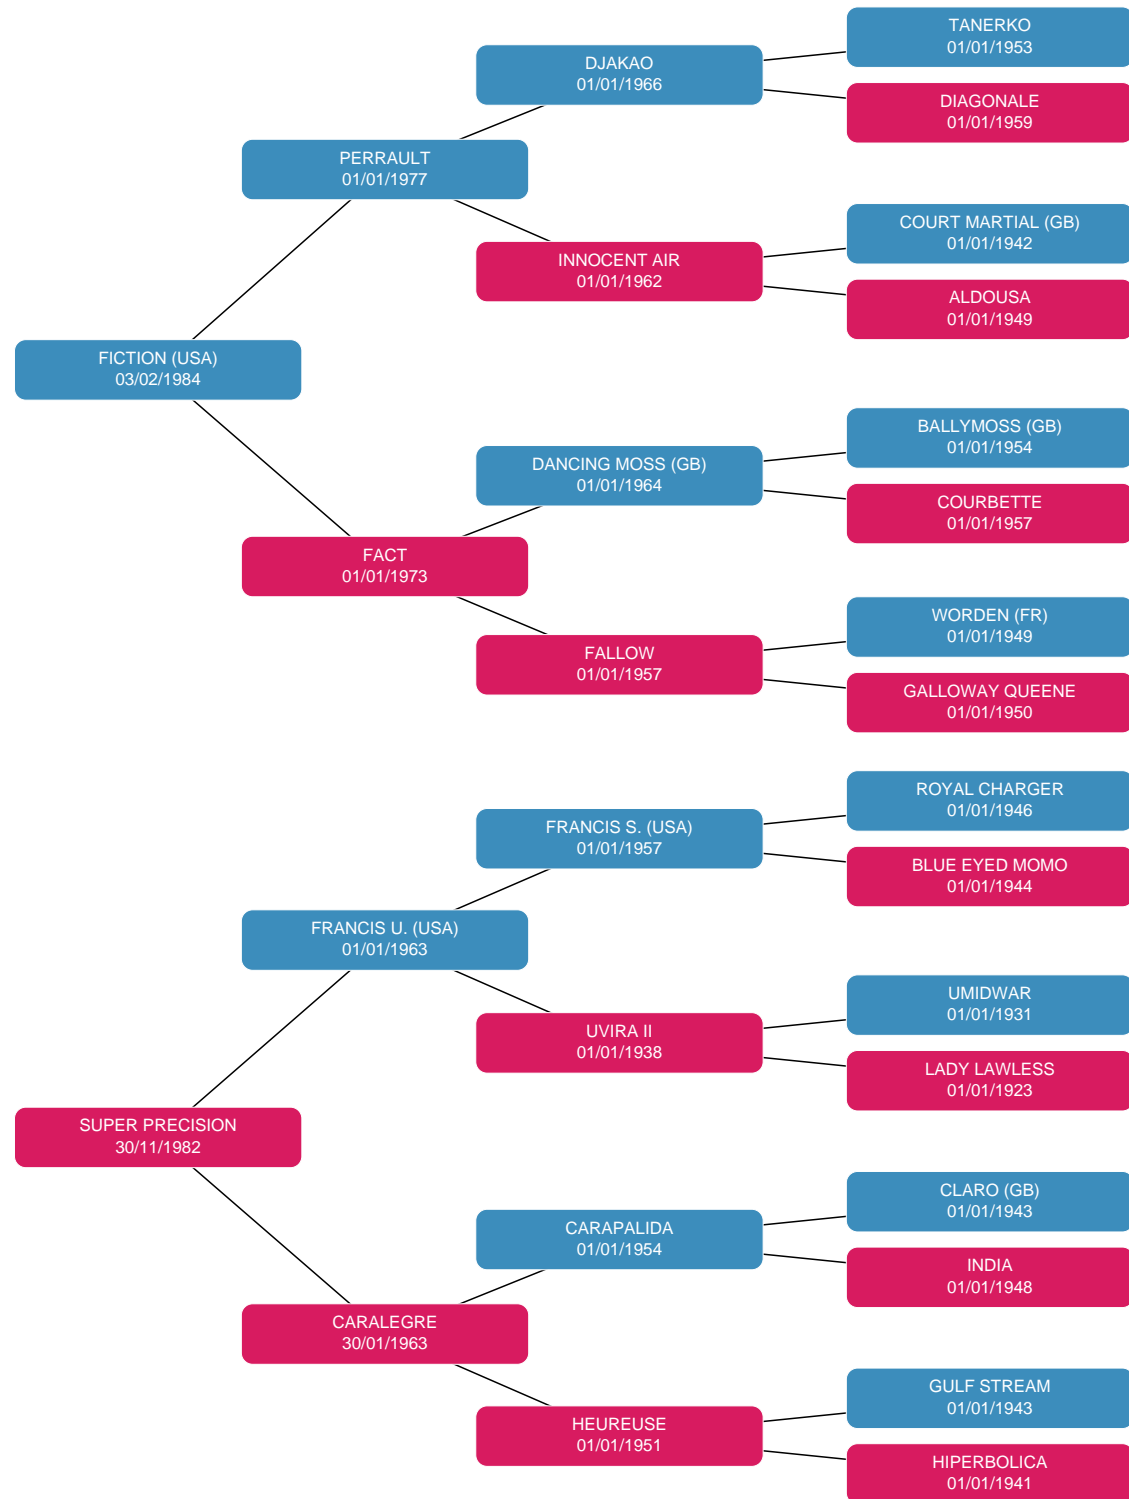 TANERKO
01/01/1953
DJAKAO
01/01/1966
DIAGONALE
01/01/1959
PERRAULT
01/01/1977
COURT MARTIAL (GB)
01/01/1942
INNOCENT AIR
01/01/1962
ALDOUSA
01/01/1949
FICTION (USA)
03/02/1984
BALLYMOSS (GB)
01/01/1954
DANCING MOSS (GB)
01/01/1964
COURBETTE
01/01/1957
FACT
01/01/1973
WORDEN (FR)
01/01/1949
FALLOW
01/01/1957
GALLOWAY QUEENE
01/01/1950
ROYAL CHARGER
01/01/1946
FRANCIS S. (USA)
01/01/1957
BLUE EYED MOMO
01/01/1944
FRANCIS U. (USA)
01/01/1963
UMIDWAR
01/01/1931
UVIRA II
01/01/1938
LADY LAWLESS
01/01/1923
SUPER PRECISION
30/11/1982
CLARO (GB)
01/01/1943
CARAPALIDA
01/01/1954
INDIA
01/01/1948
CARALEGRE
30/01/1963
GULF STREAM
01/01/1943
HEUREUSE
01/01/1951
HIPERBOLICA
01/01/1941